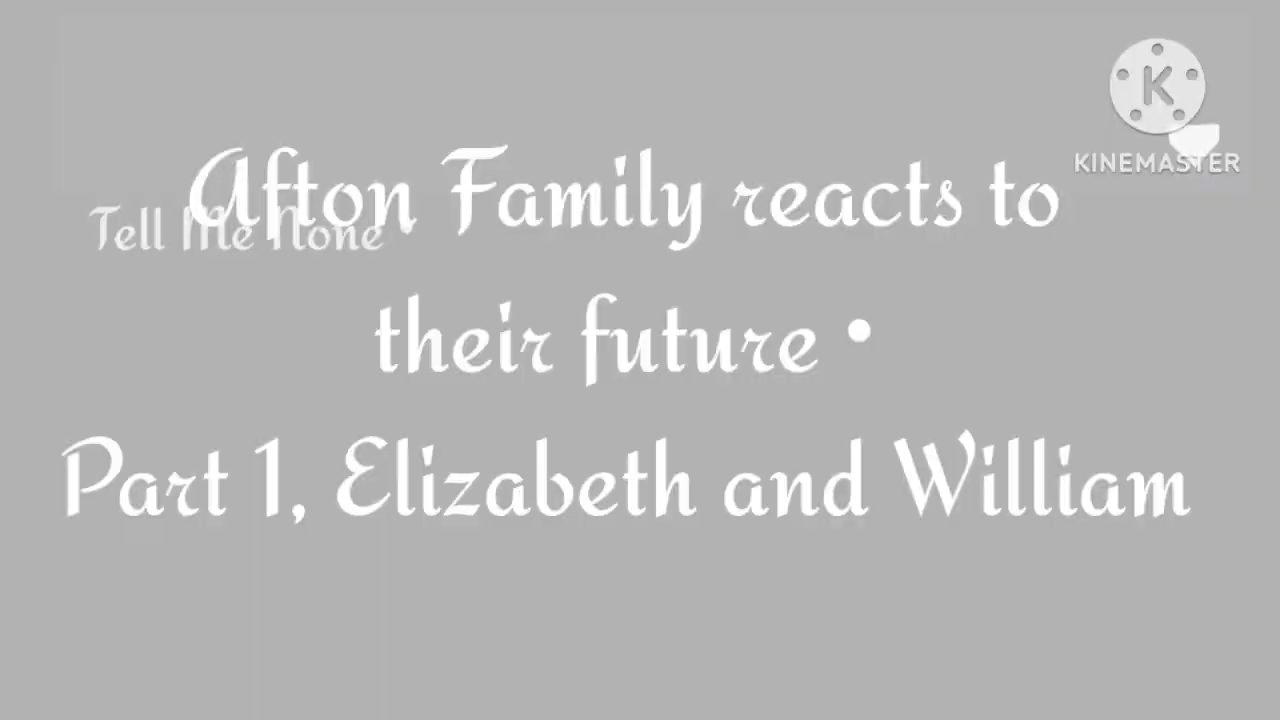 Afton Family reacts to
their future •
Part 1, Elizabeth and William
Tell Me None
K
KINEMASTER